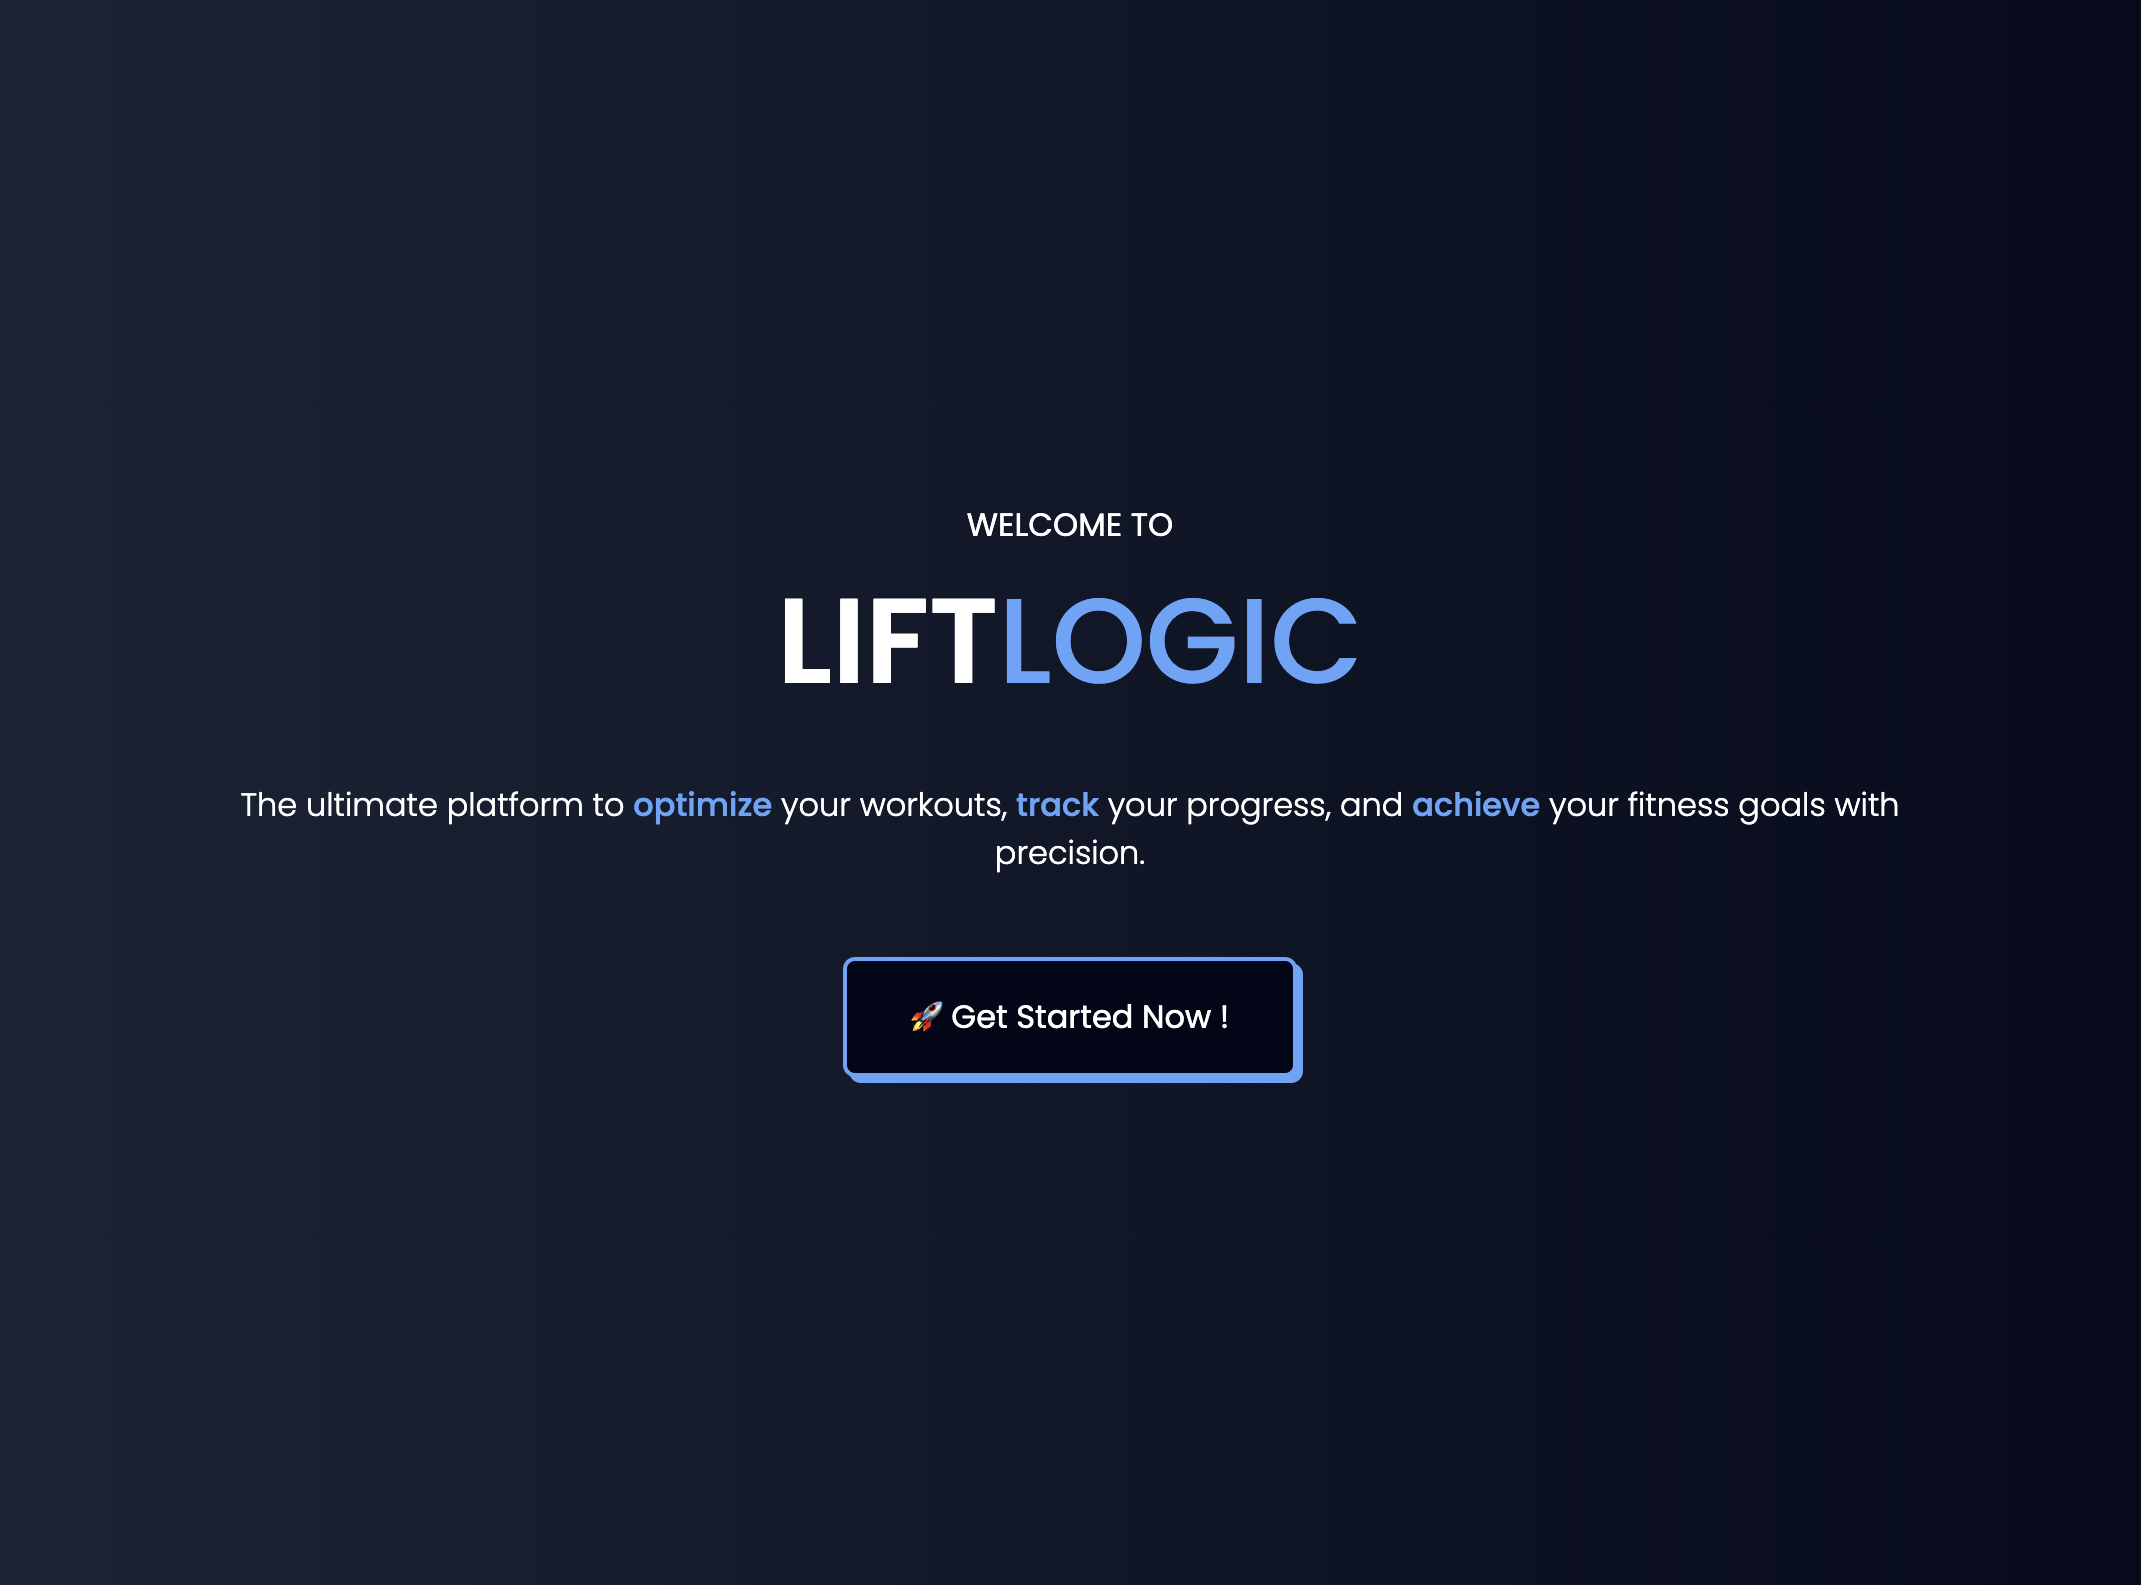 WELCOME TO
LIFTLOGIC
The ultimate platform to optimize your workouts, track your progress, and achieve your fitness goals with
precision.
🚀 Get Started Now !